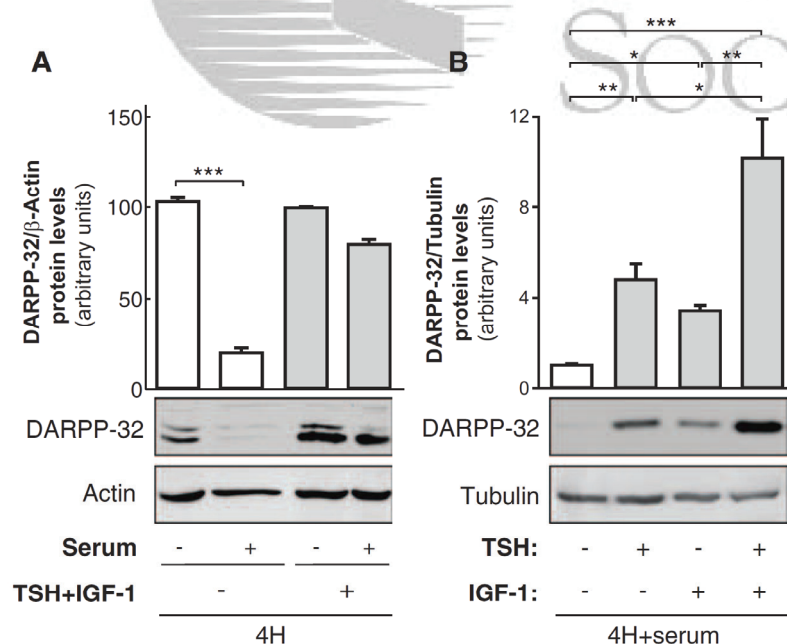 A
***
DARPP-32/β-Actin
protein levels
(arbitrary units)
150
100
50
0
DARPP-32
Actin
Serum - + - +
TSH+IGF-1 - +
4H
SOO
B
***
* **
** *
DARPP-32/Tubulin
protein levels
(arbitrary units)
12
8
4
0
DARPP-32
Tubulin
TSH: - + - +
IGF-1: - - + +
4H+serum